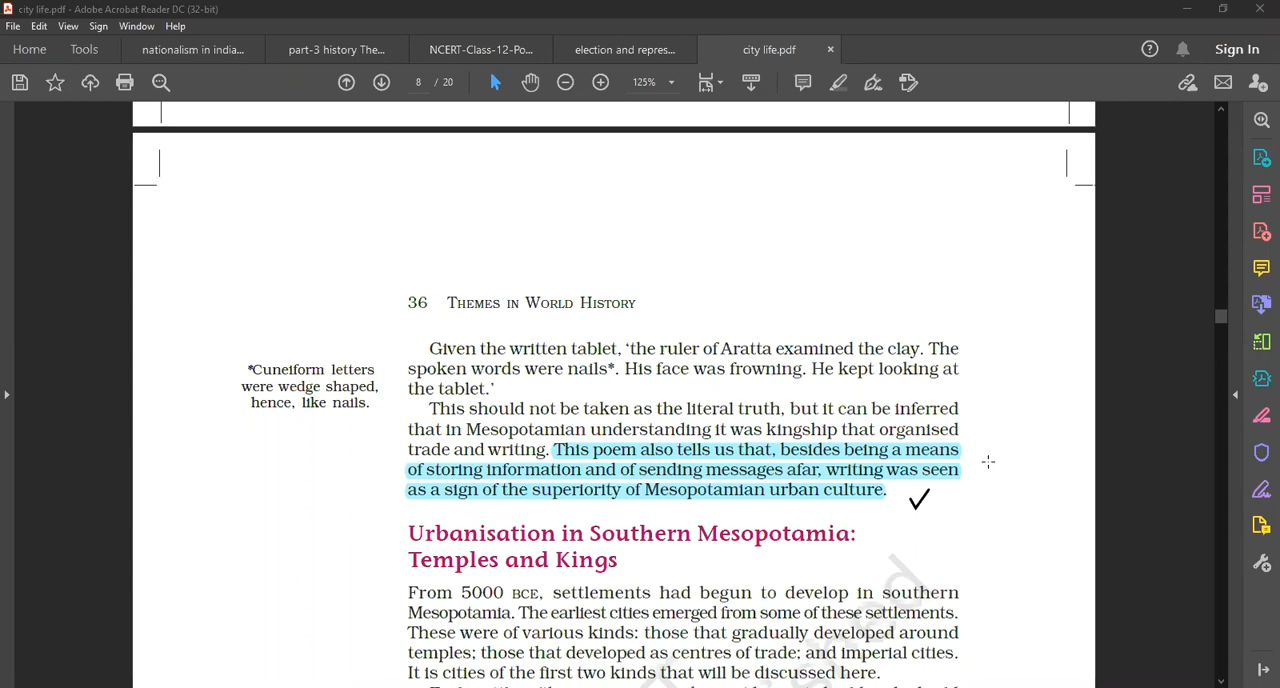 city life.pdf - Adobe Acrobat Reader DC (32-bit)
File Edit View Sign Window Help
Home Tools nationalism in india... part-3 history The... NCERT-Class-12-Po... election and repres... city life.pdf × Sign In
8 / 20 125%
36 THEMES IN WORLD HISTORY
Given the written tablet, ‘the ruler of Aratta examined the clay. The
spoken words were nails*. His face was frowning. He kept looking at
the tablet.’
*Cuneiform letters
were wedge shaped,
hence, like nails.
This should not be taken as the literal truth, but it can be inferred
that in Mesopotamian understanding it was kingship that organised
trade and writing. This poem also tells us that, besides being a means
of storing information and of sending messages afar, writing was seen
as a sign of the superiority of Mesopotamian urban culture.
Urbanisation in Southern Mesopotamia:
Temples and Kings
From 5000 BCE, settlements had begun to develop in southern
Mesopotamia. The earliest cities emerged from some of these settlements.
These were of various kinds: those that gradually developed around
temples; those that developed as centres of trade; and imperial cities.
It is cities of the first two kinds that will be discussed here.